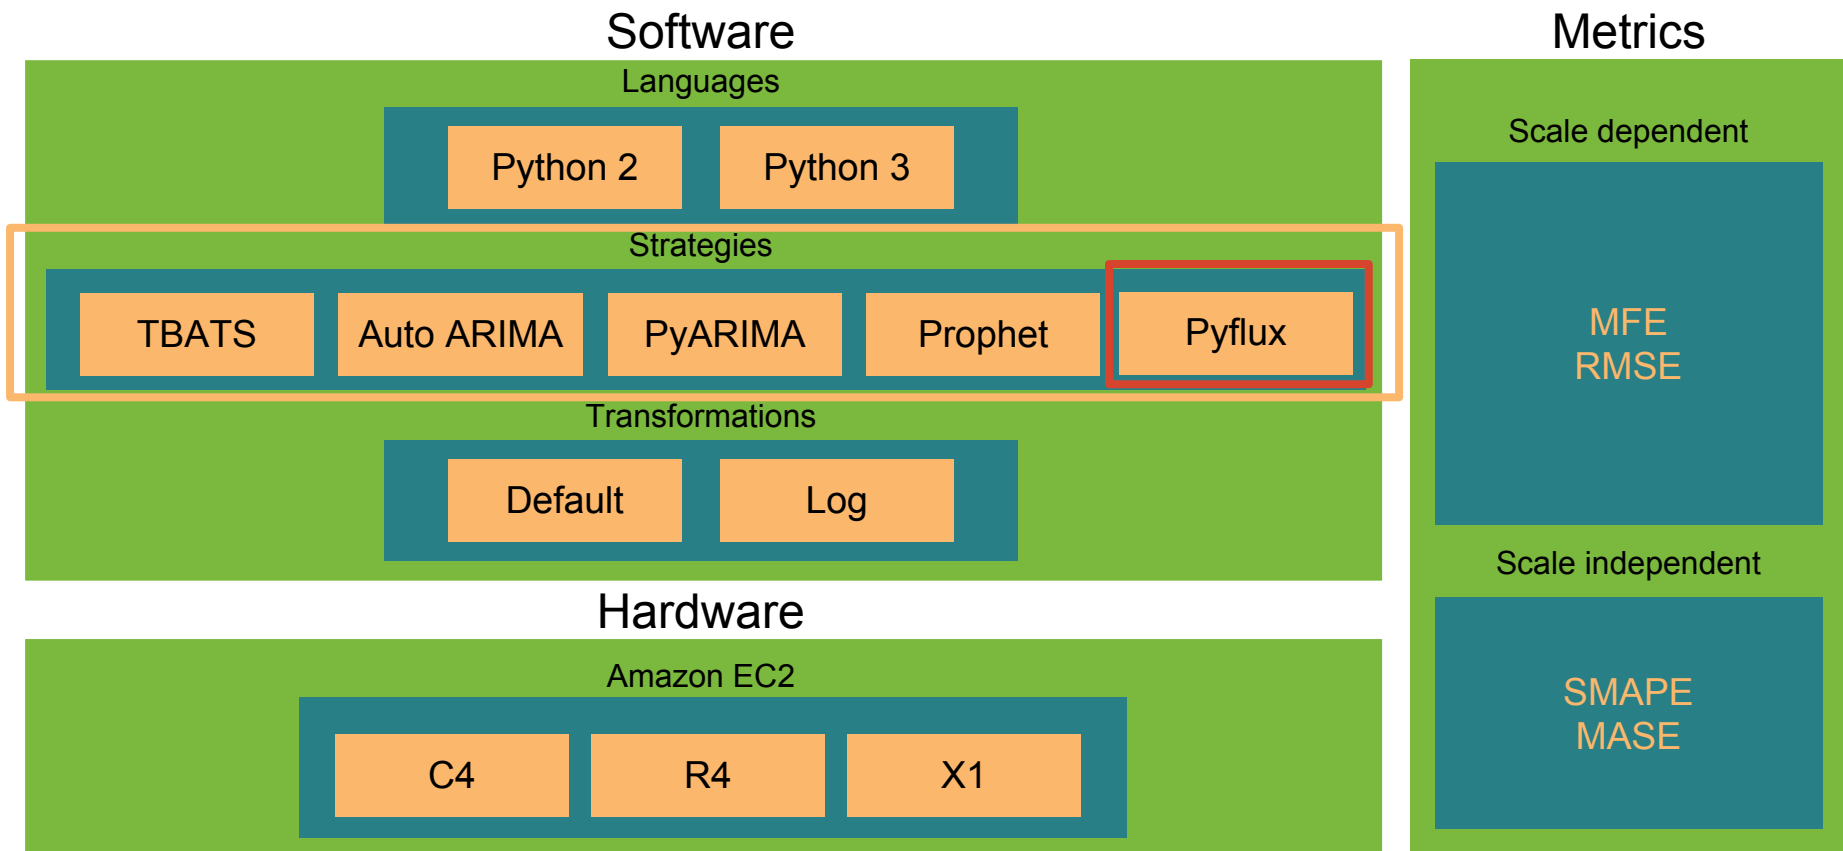 Software
Languages
Python 2
Python 3
Strategies
TBATS
Auto ARIMA
PyARIMA
Prophet
Pyflux
Transformations
Default
Log
Hardware
Amazon EC2
C4
R4
X1
Metrics
Scale dependent
MFE
RMSE
Scale independent
SMAPE
MASE